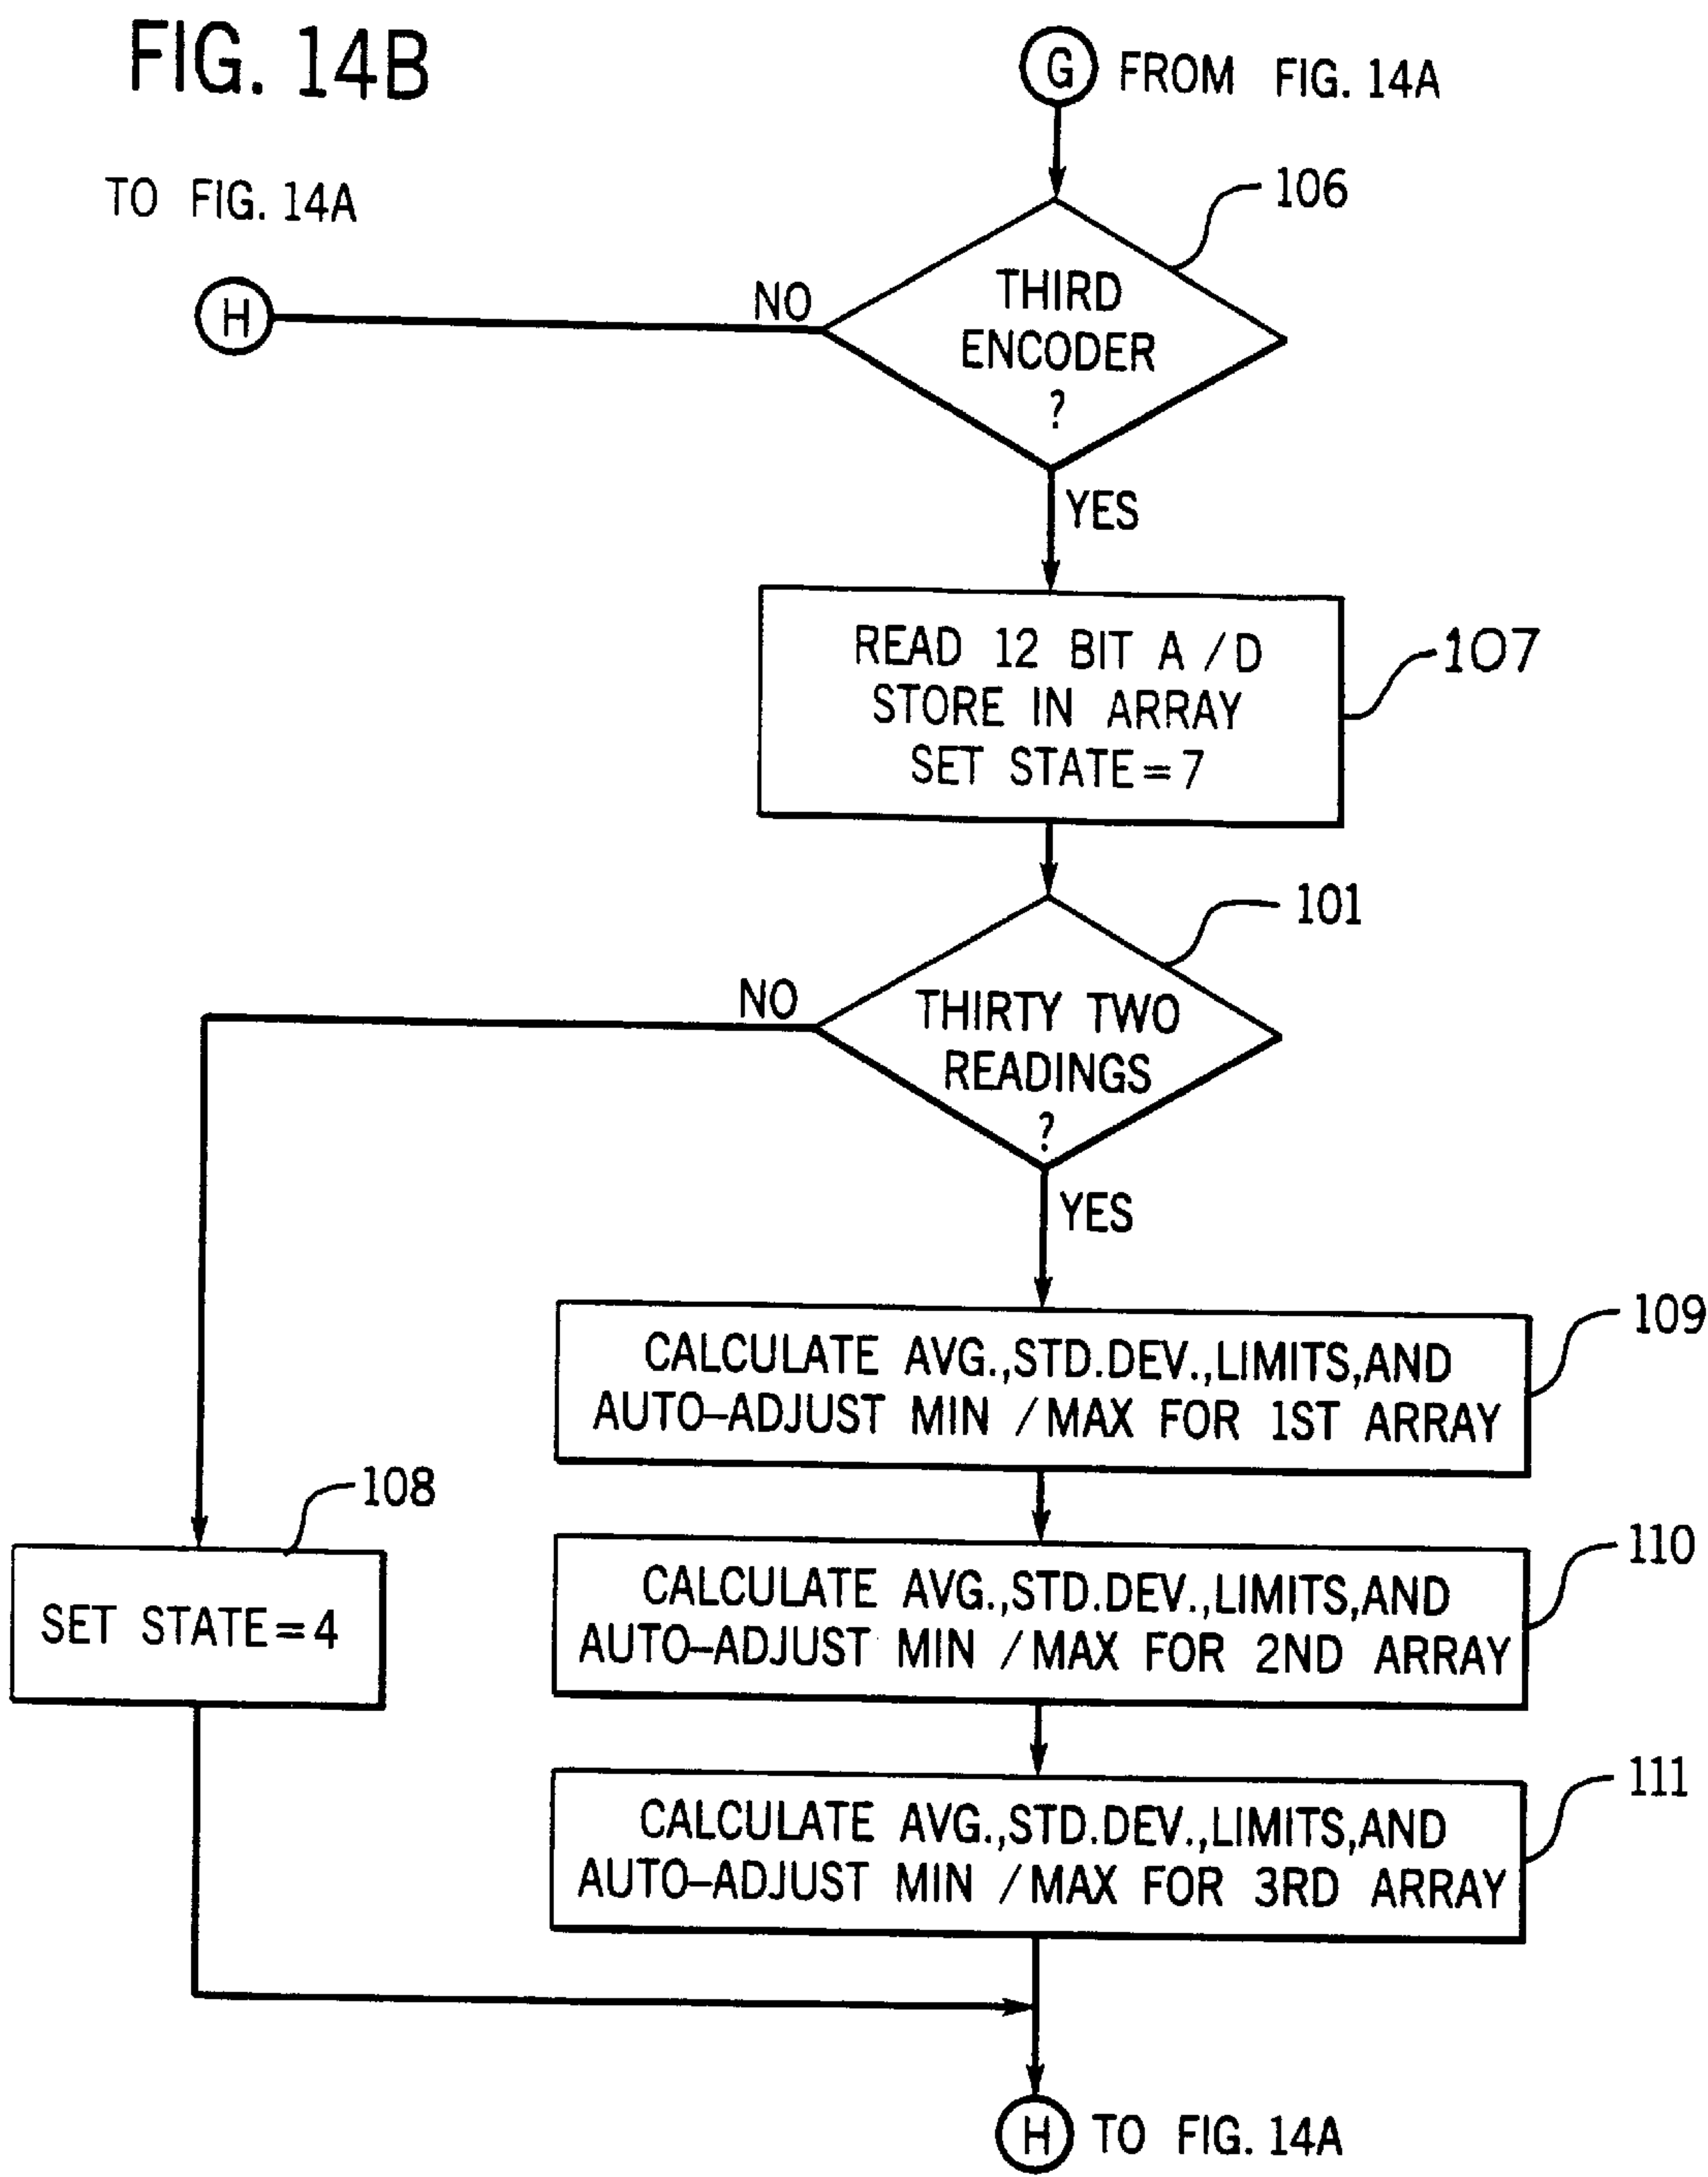 FIG. 14B
G FROM FIG. 14A
TO FIG. 14A
106
H
NO
THIRD
ENCODER
?
YES
READ 12 BIT A / D
STORE IN ARRAY
SET STATE = 7
107
101
NO
THIRTY TWO
READINGS
?
YES
109
CALCULATE AVG.,STD.DEV.,LIMITS,AND
AUTO–ADJUST MIN / MAX FOR 1ST ARRAY
108
SET STATE = 4
110
CALCULATE AVG.,STD.DEV.,LIMITS,AND
AUTO–ADJUST MIN / MAX FOR 2ND ARRAY
111
CALCULATE AVG.,STD.DEV.,LIMITS,AND
AUTO–ADJUST MIN / MAX FOR 3RD ARRAY
H TO FIG. 14A